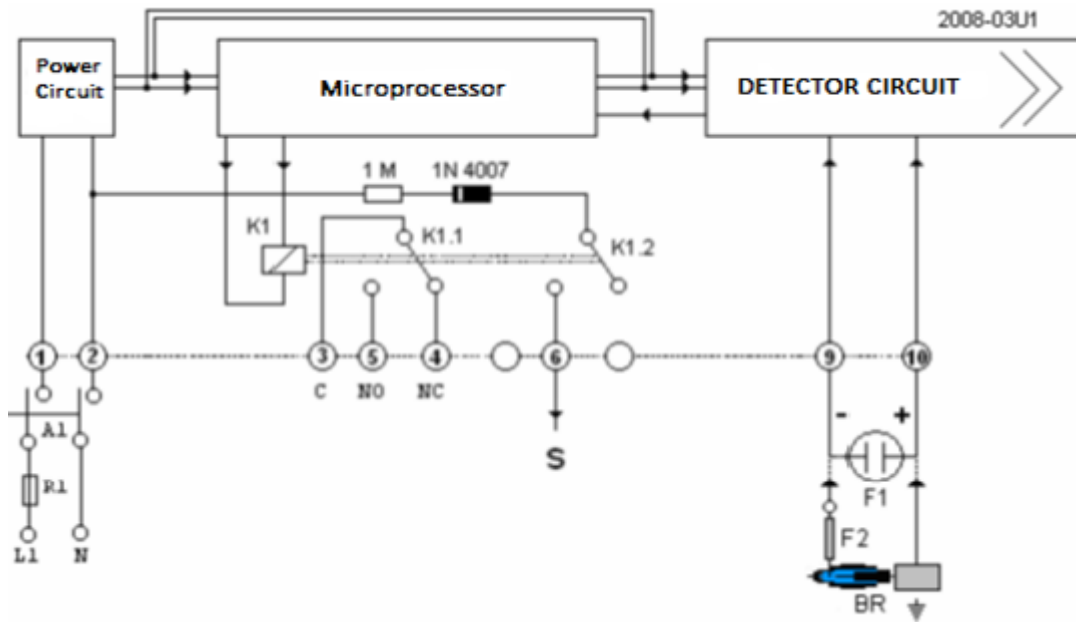 2008-03U1
Power
Circuit
Microprocessor
DETECTOR CIRCUIT
1 M
1N 4007
K1
K1.1
K1.2
1
2
3
5
4
6
9
10
C
NO
NC
A1
S
- +
F1
R1
F2
L1
N
BR